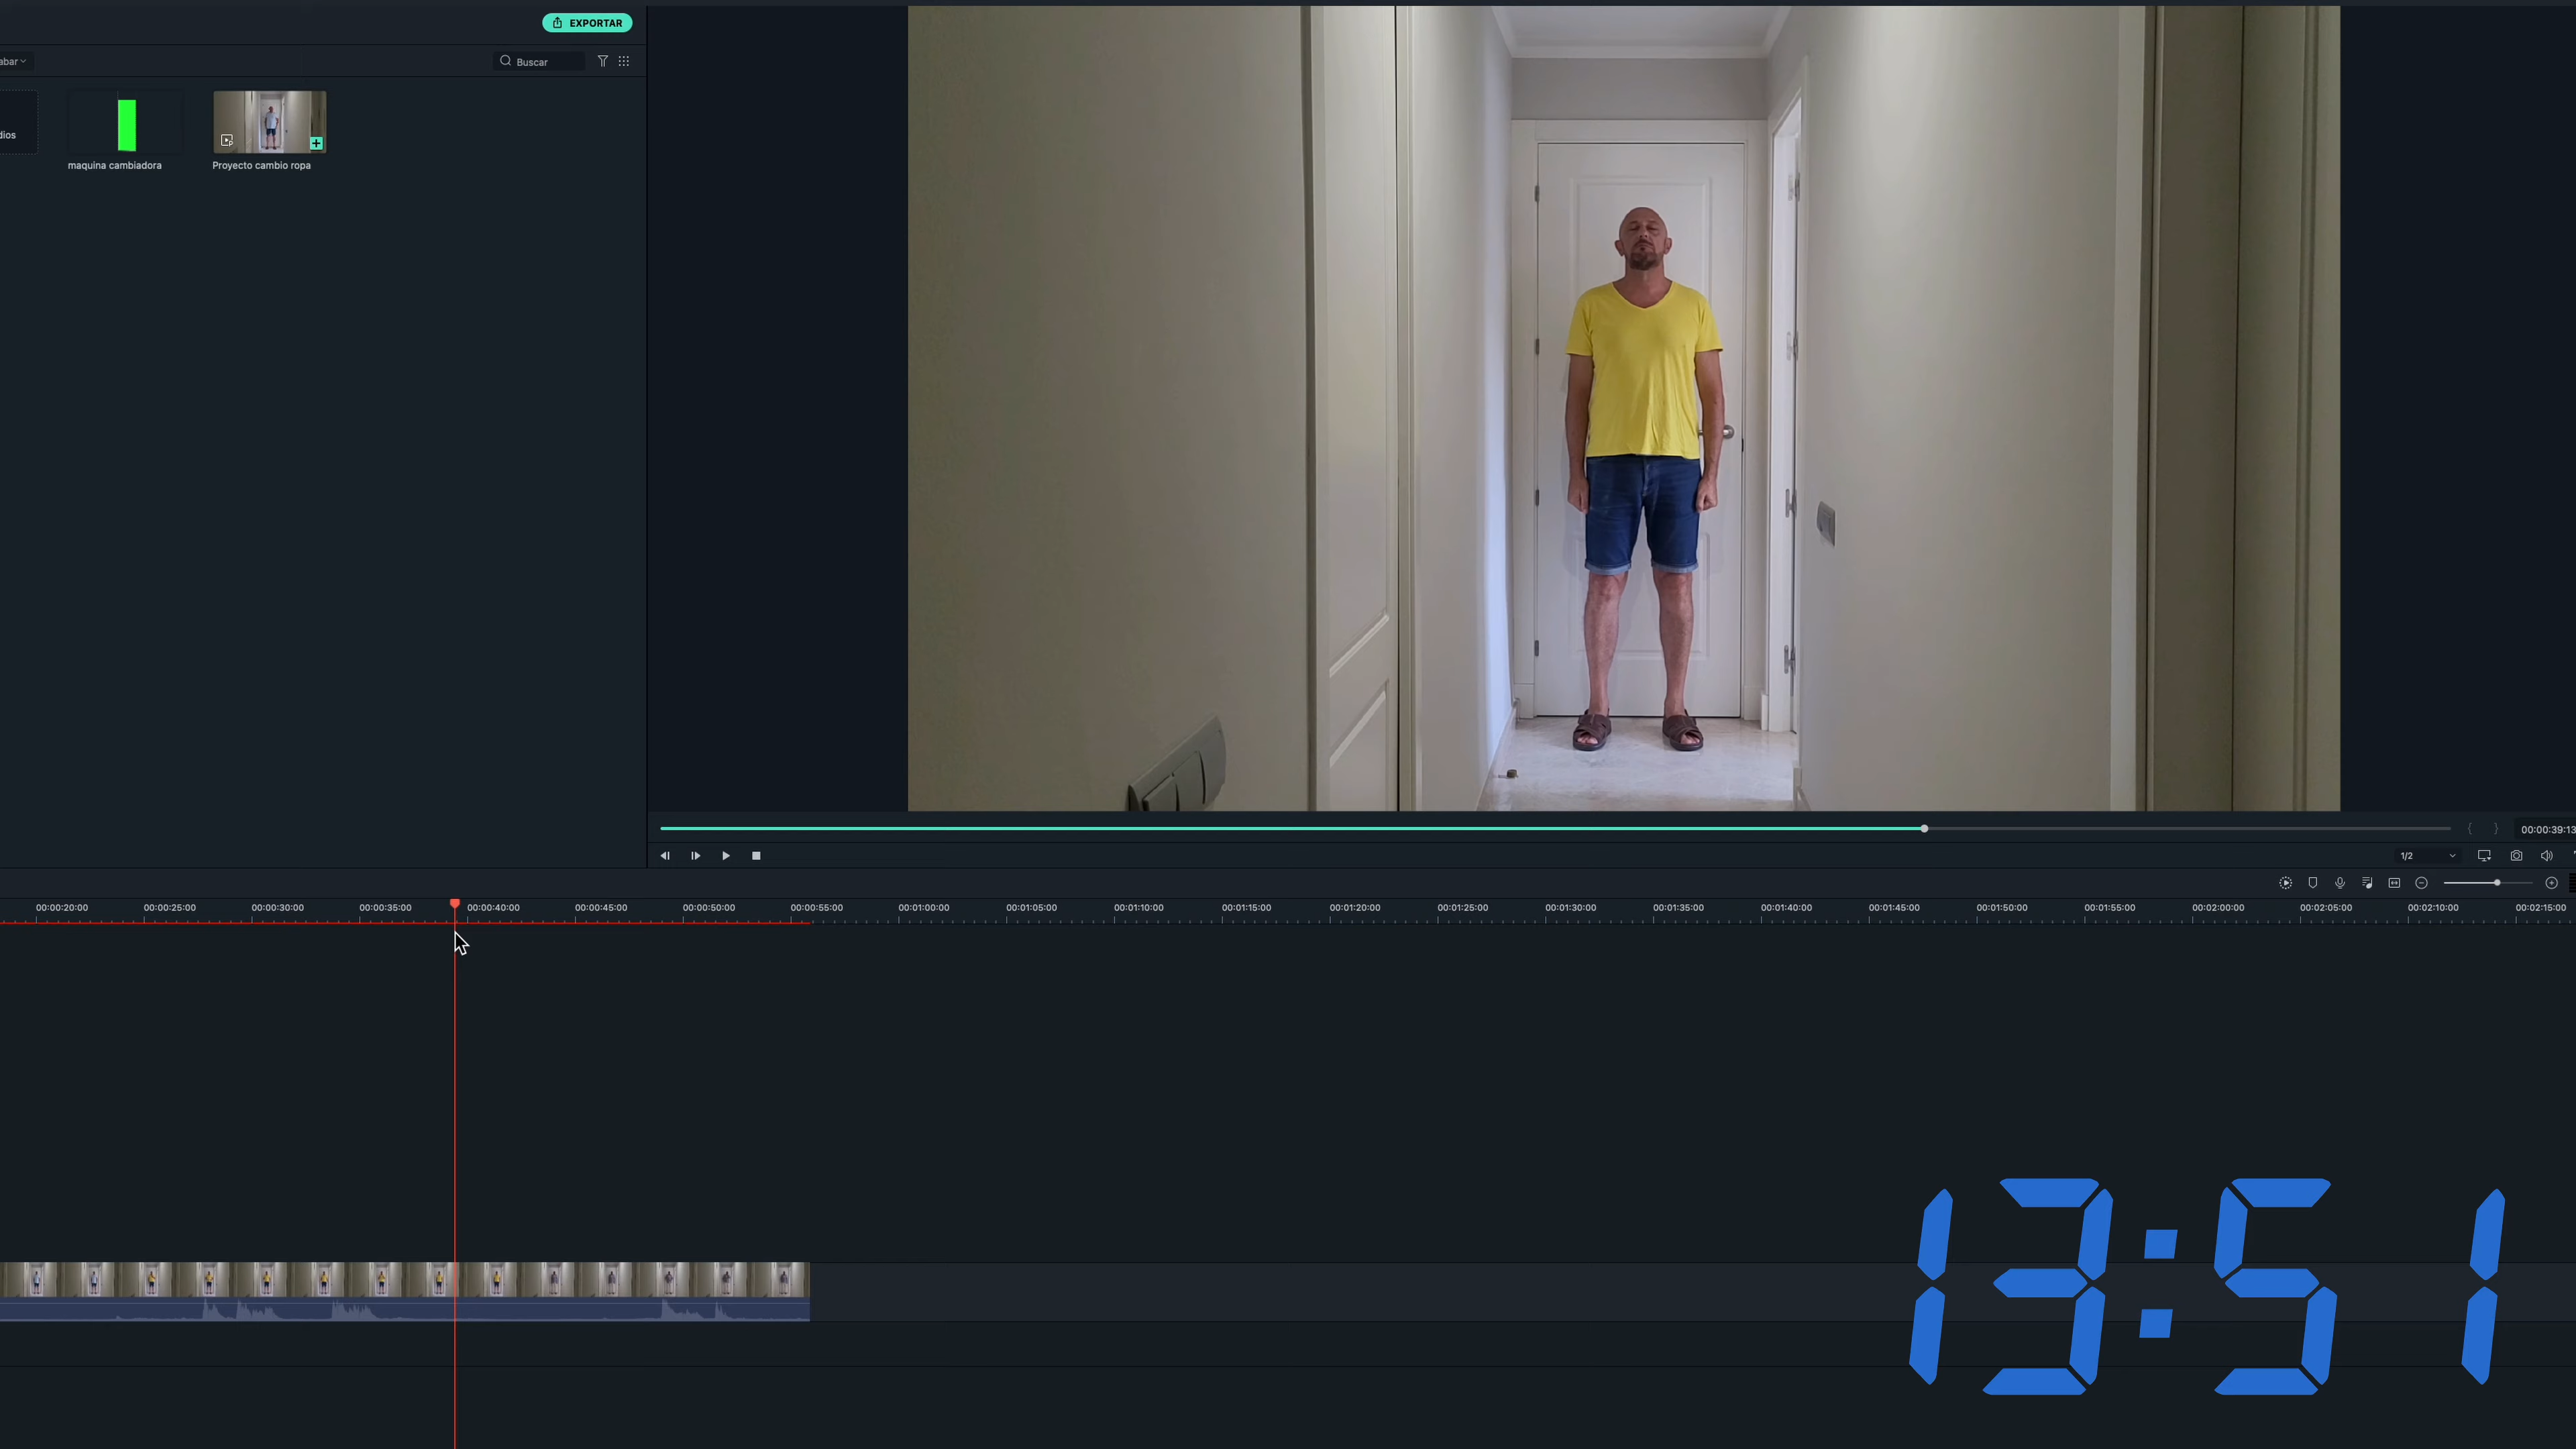 EXPORTAR
abar
Buscar
dios
maquina cambiadora
Proyecto cambio ropa
{ } 00:00:39:13
1/2
00:00:20:00 00:00:25:00 00:00:30:00 00:00:35:00 00:00:40:00 00:00:45:00 00:00:50:00 00:00:55:00 00:01:00:00 00:01:05:00 00:01:10:00 00:01:15:00 00:01:20:00 00:01:25:00 00:01:30:00 00:01:35:00 00:01:40:00 00:01:45:00 00:01:50:00 00:01:55:00 00:02:00:00 00:02:05:00 00:02:10:00 00:02:15:00
13:51